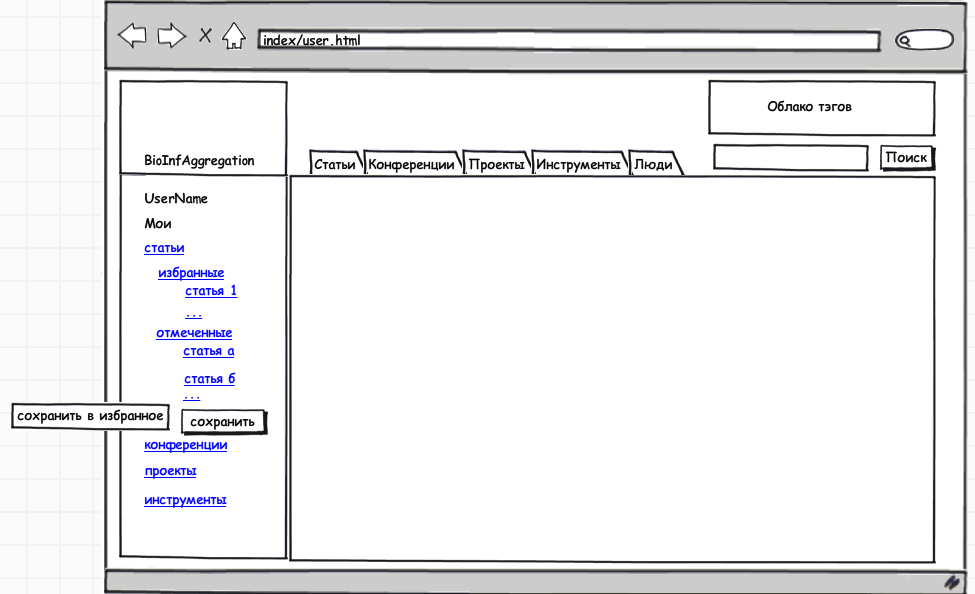 index/user.html
Облако тэгов
BioInfAggregation
Статьи
Конференции
Проекты
Инструменты
Люди
Поиск
UserName
Мои
статьи
избранные
статья 1
...
отмеченные
статья а
статья б
...
сохранить в избранное
сохранить
конференции
проекты
инструменты